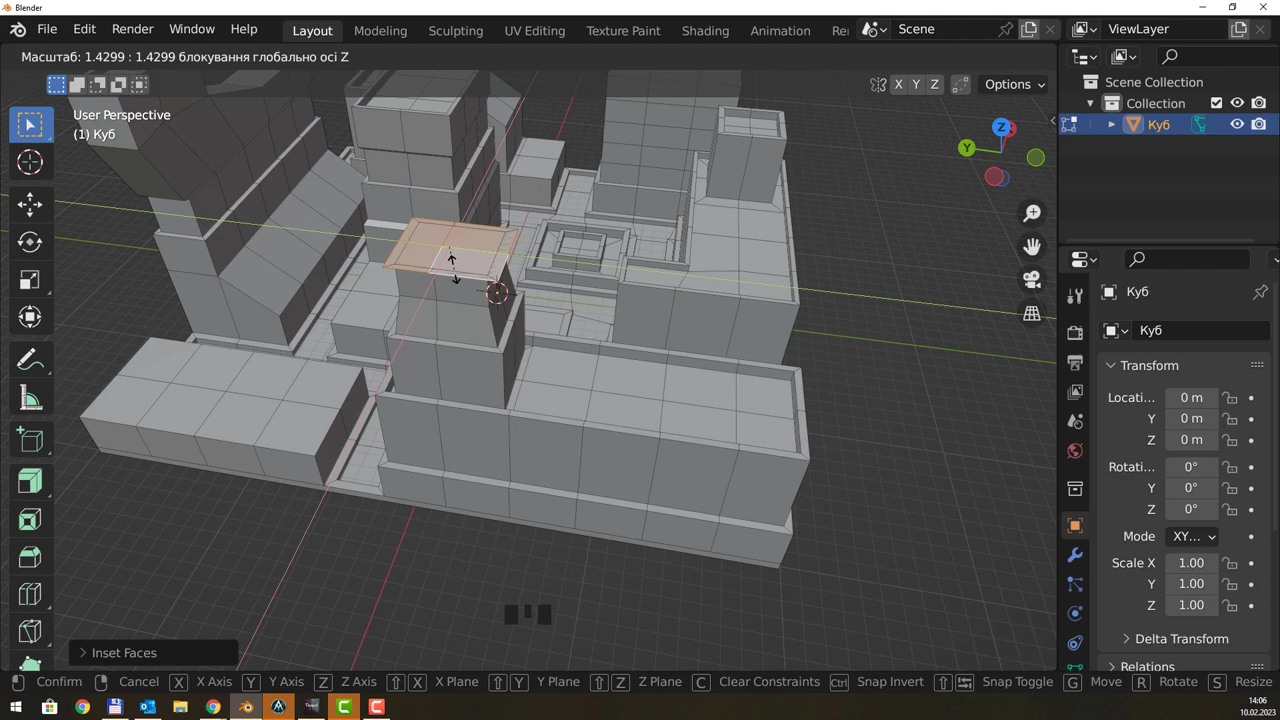 Blender
File Edit Render Window Help Layout Modeling Sculpting UV Editing Texture Paint Shading Animation Re Scene ViewLayer
Масштаб: 1.4299 : 1.4299 блокування глобально осі Z
X Y Z Options
User Perspective
(1) Куб
Z
Y
Scene Collection
Collection
Куб
Куб
Куб
Transform
Locati... 0 m
Y 0 m
Z 0 m
Rotati... 0°
Y 0°
Z 0°
Mode XY...
Scale X 1.00
Y 1.00
Z 1.00
Delta Transform
Relations
Inset Faces
Confirm Cancel X X Axis Y Y Axis Z Z Axis X X Plane Y Y Plane Z Z Plane C Clear Constraints Ctrl Snap Invert Snap Toggle G Move R Rotate S Resize
14:06
10.02.2023